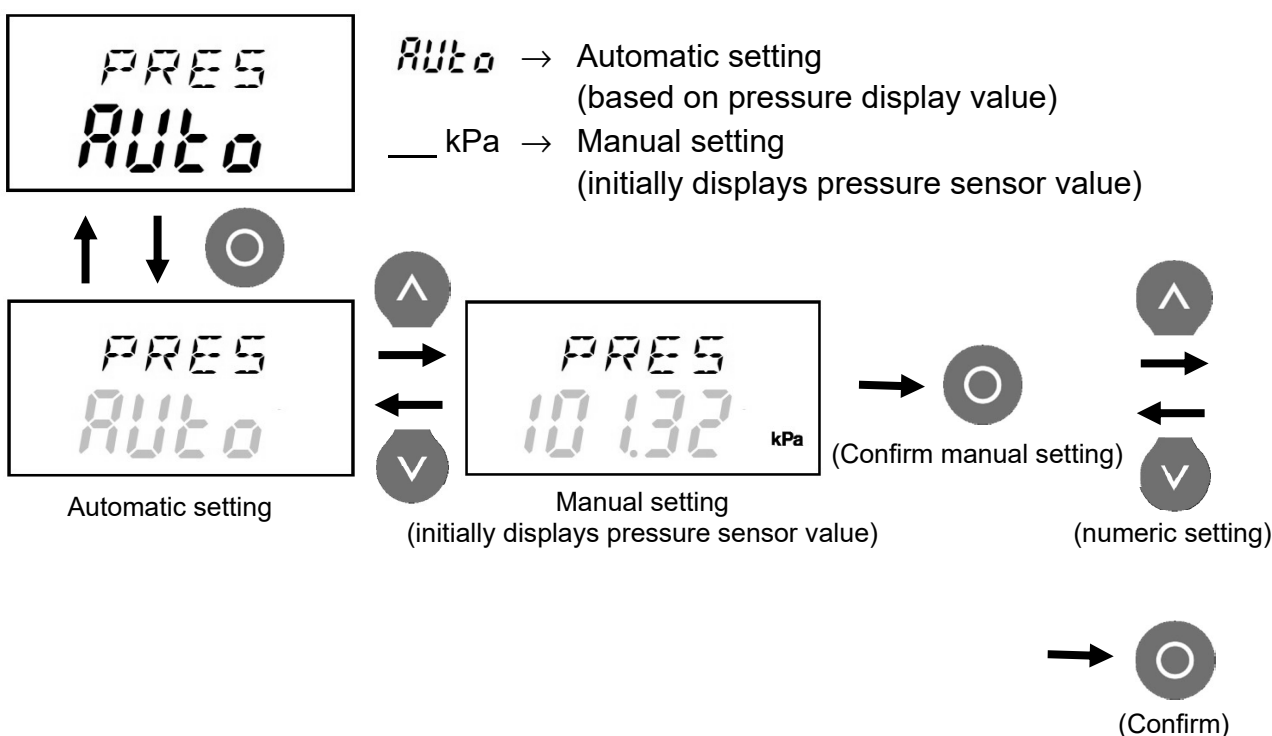 PRES
AUto
AUto → Automatic setting
(based on pressure display value)
___ kPa → Manual setting
(initially displays pressure sensor value)
PRES
AUto
Automatic setting
PRES
101.32 kPa
Manual setting
(initially displays pressure sensor value)
(Confirm manual setting)
(numeric setting)
(Confirm)